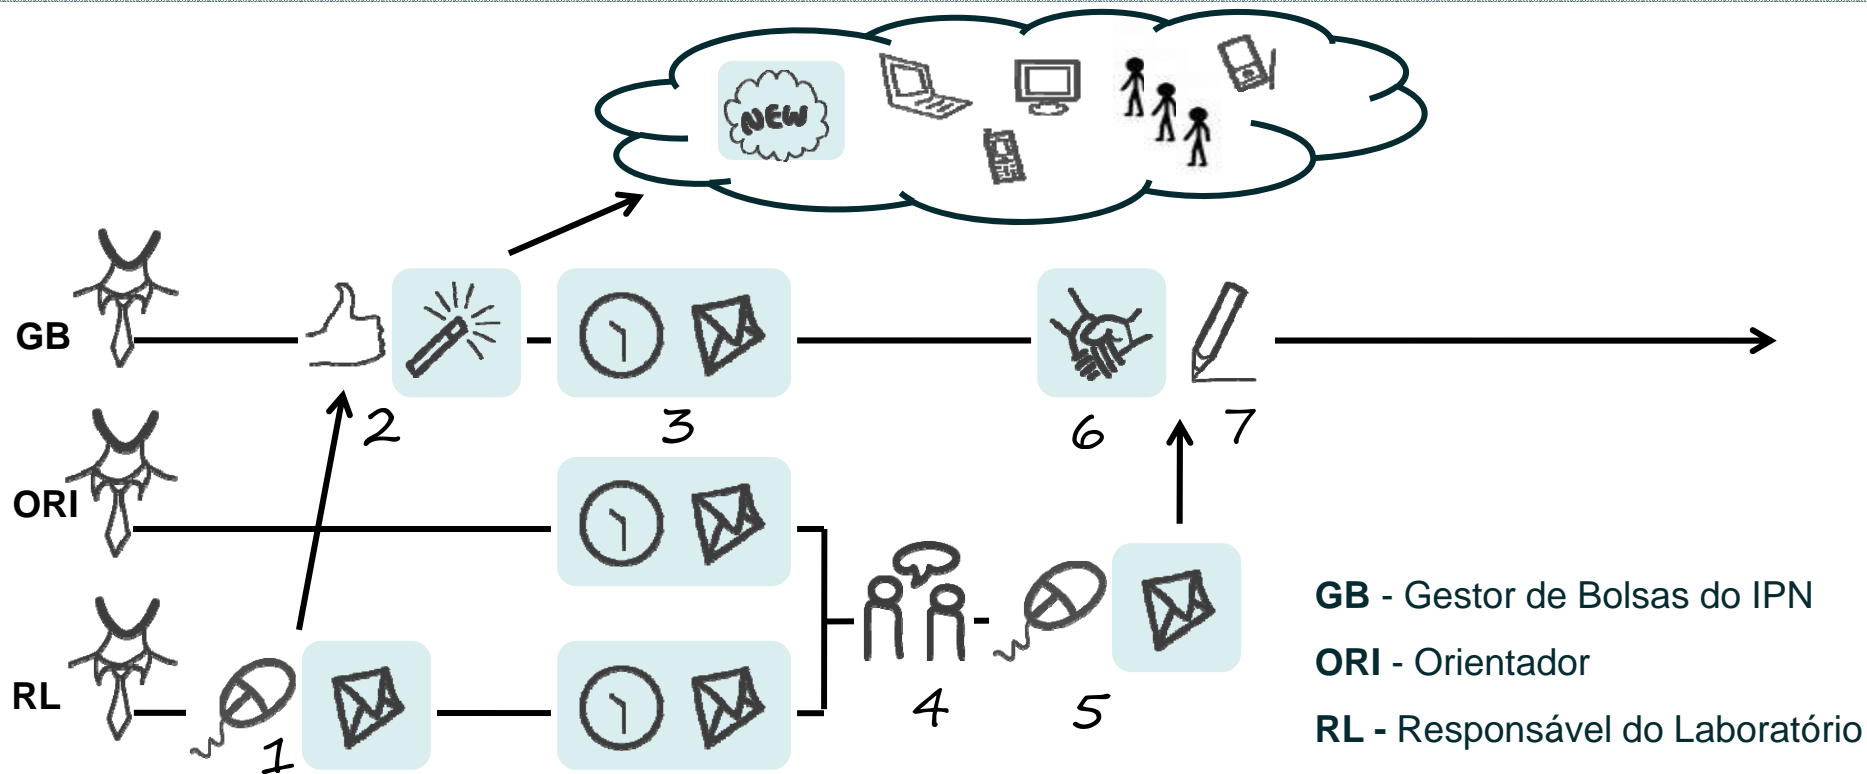 NEW
GB
2
3
6
7
ORI
RL
1
4
5
GB - Gestor de Bolsas do IPN
ORI - Orientador
RL - Responsável do Laboratório